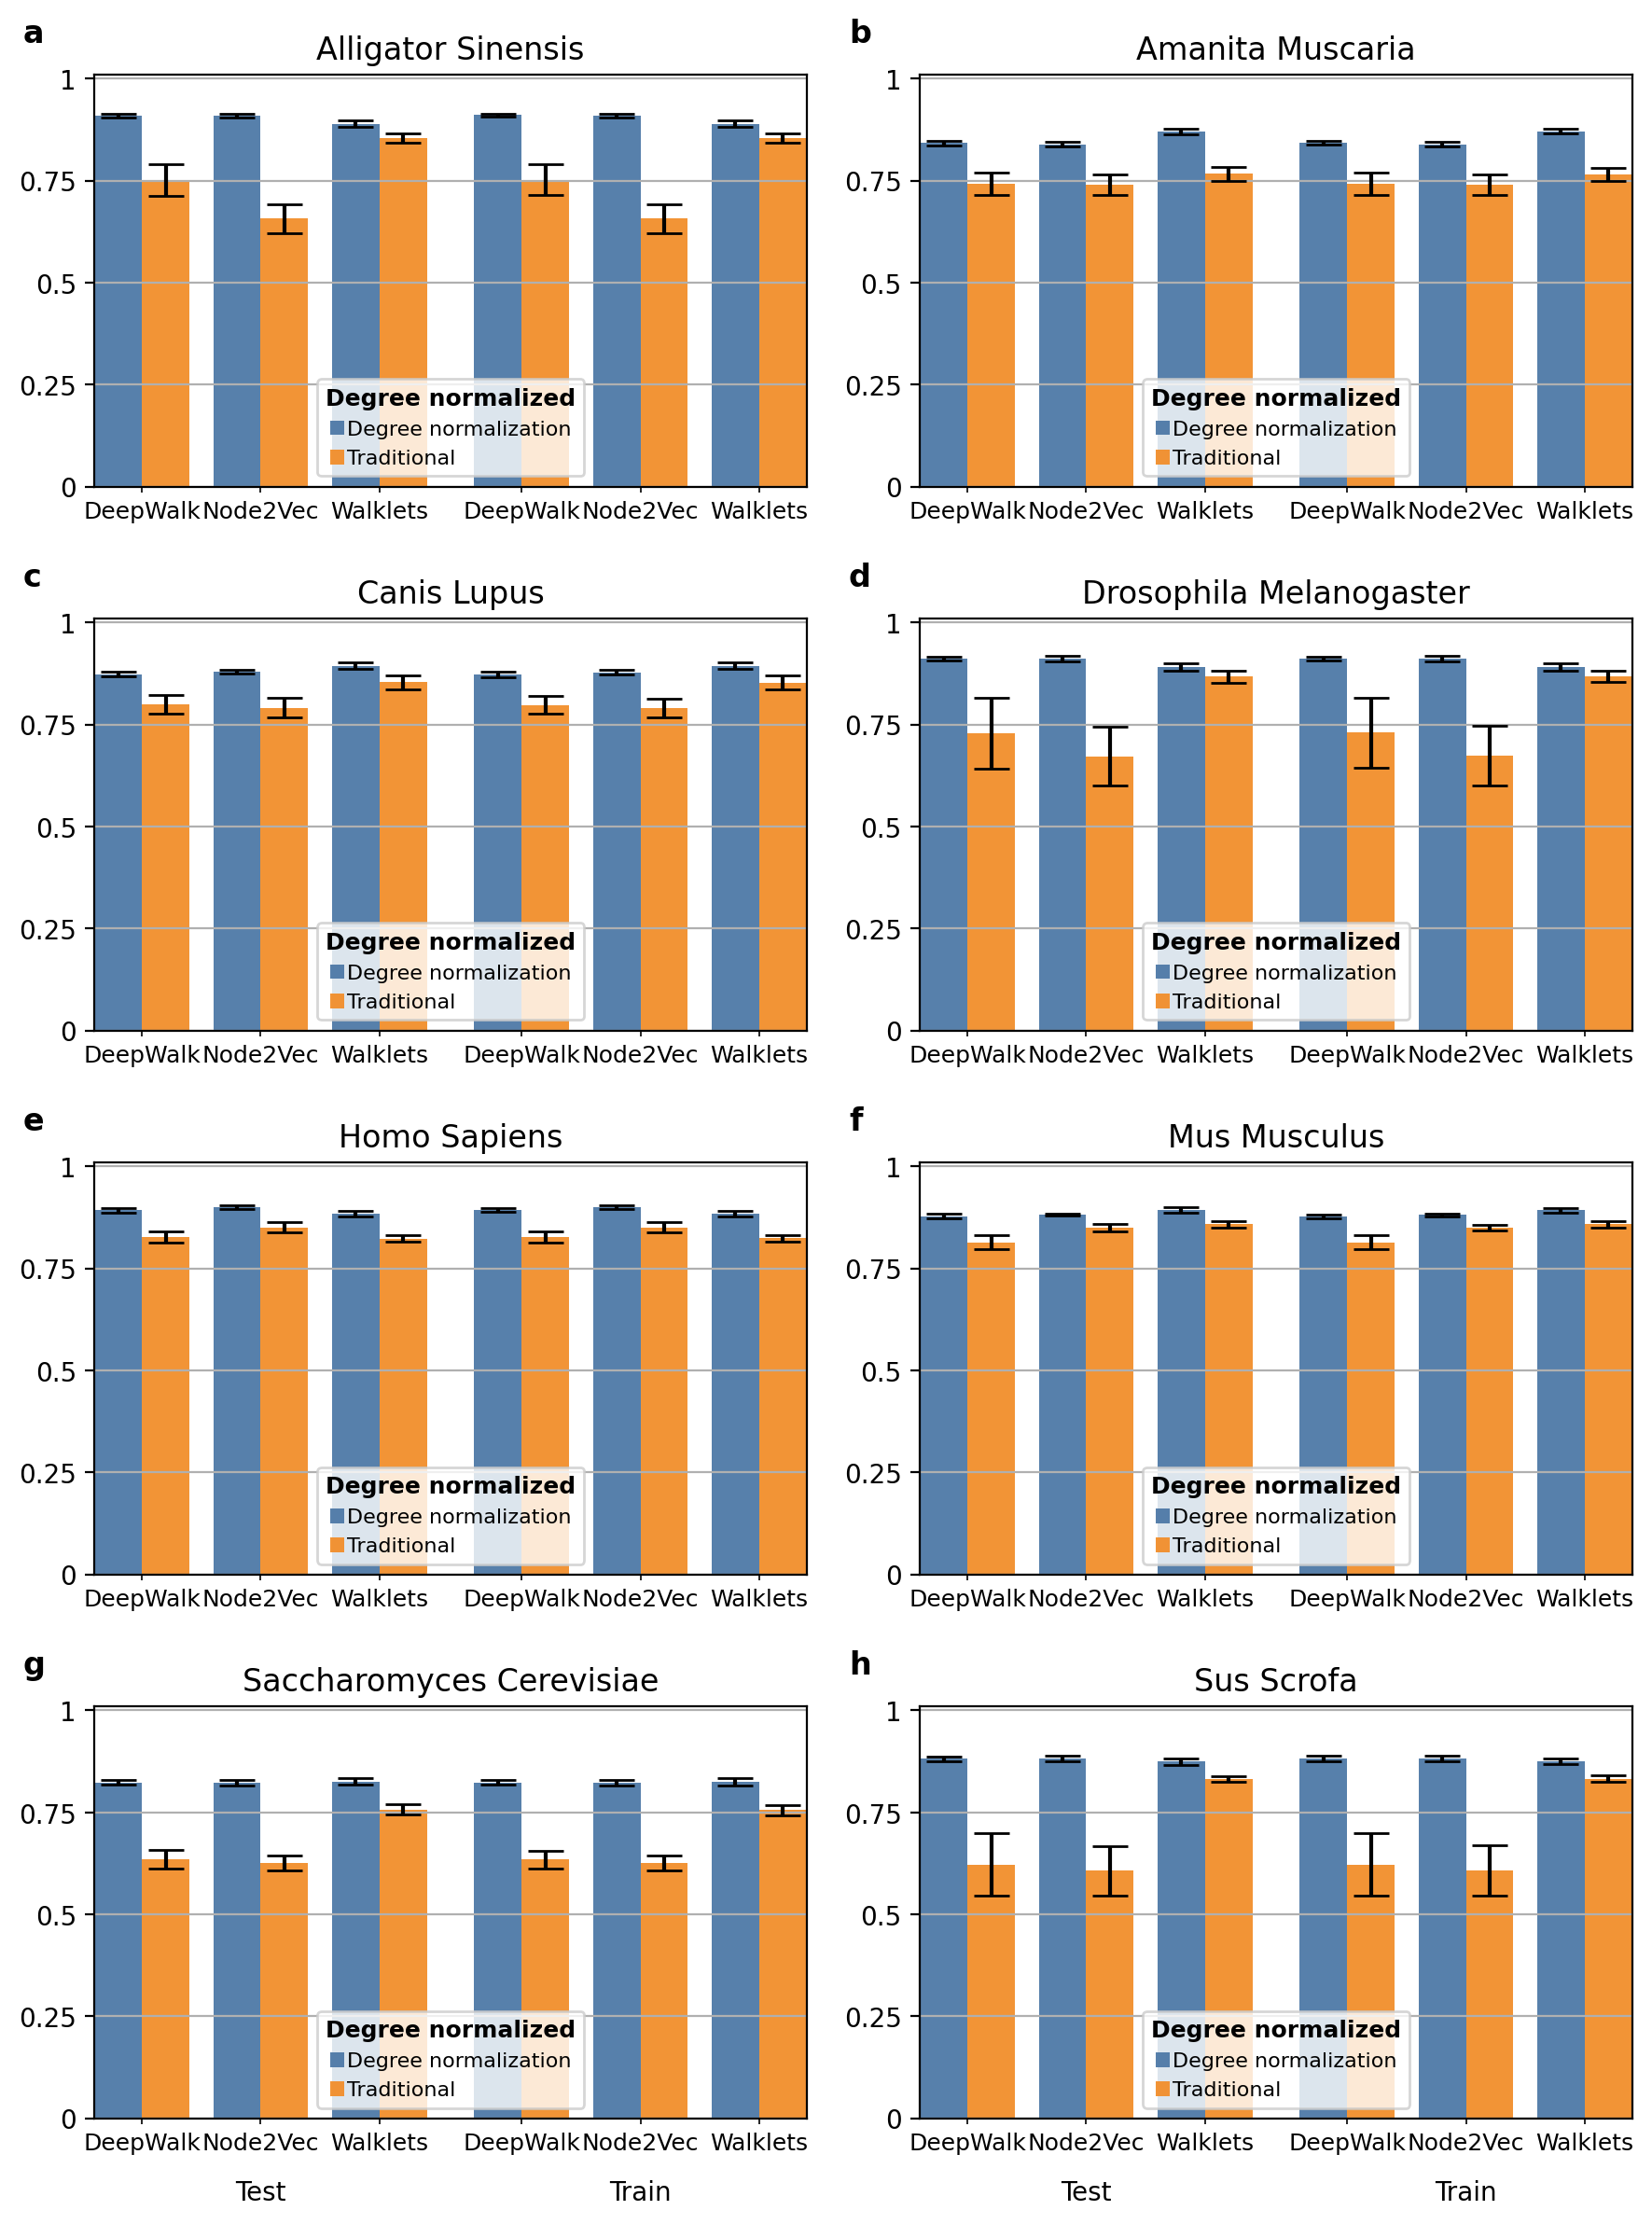 a
Alligator Sinensis
1
0.75
0.5
0.25
0
Degree normalized
Degree normalization
Traditional
DeepWalk Node2Vec Walklets DeepWalk Node2Vec Walklets
b
Amanita Muscaria
1
0.75
0.5
0.25
0
Degree normalized
Degree normalization
Traditional
DeepWalk Node2Vec Walklets DeepWalk Node2Vec Walklets
c
Canis Lupus
1
0.75
0.5
0.25
0
Degree normalized
Degree normalization
Traditional
DeepWalk Node2Vec Walklets DeepWalk Node2Vec Walklets
d
Drosophila Melanogaster
1
0.75
0.5
0.25
0
Degree normalized
Degree normalization
Traditional
DeepWalk Node2Vec Walklets DeepWalk Node2Vec Walklets
e
Homo Sapiens
1
0.75
0.5
0.25
0
Degree normalized
Degree normalization
Traditional
DeepWalk Node2Vec Walklets DeepWalk Node2Vec Walklets
f
Mus Musculus
1
0.75
0.5
0.25
0
Degree normalized
Degree normalization
Traditional
DeepWalk Node2Vec Walklets DeepWalk Node2Vec Walklets
g
Saccharomyces Cerevisiae
1
0.75
0.5
0.25
0
Degree normalized
Degree normalization
Traditional
DeepWalk Node2Vec Walklets DeepWalk Node2Vec Walklets
Test Train
h
Sus Scrofa
1
0.75
0.5
0.25
0
Degree normalized
Degree normalization
Traditional
DeepWalk Node2Vec Walklets DeepWalk Node2Vec Walklets
Test Train